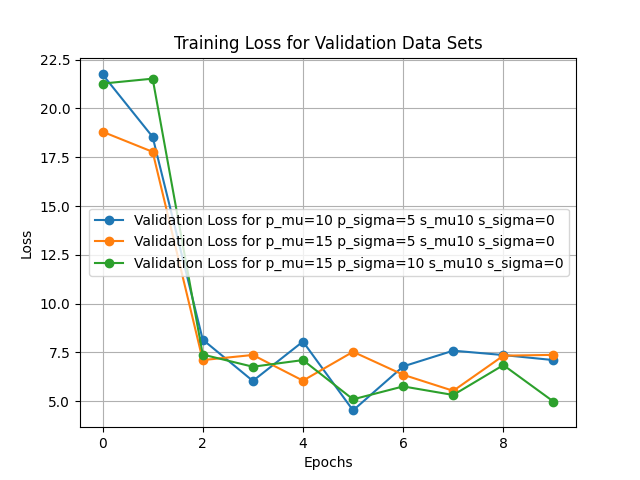 Training Loss for Validation Data Sets
22.5
20.0
17.5
15.0
12.5
10.0
7.5
5.0
Loss
Validation Loss for p_mu=10 p_sigma=5 s_mu10 s_sigma=0
Validation Loss for p_mu=15 p_sigma=5 s_mu10 s_sigma=0
Validation Loss for p_mu=15 p_sigma=10 s_mu10 s_sigma=0
0 2 4 6 8
Epochs